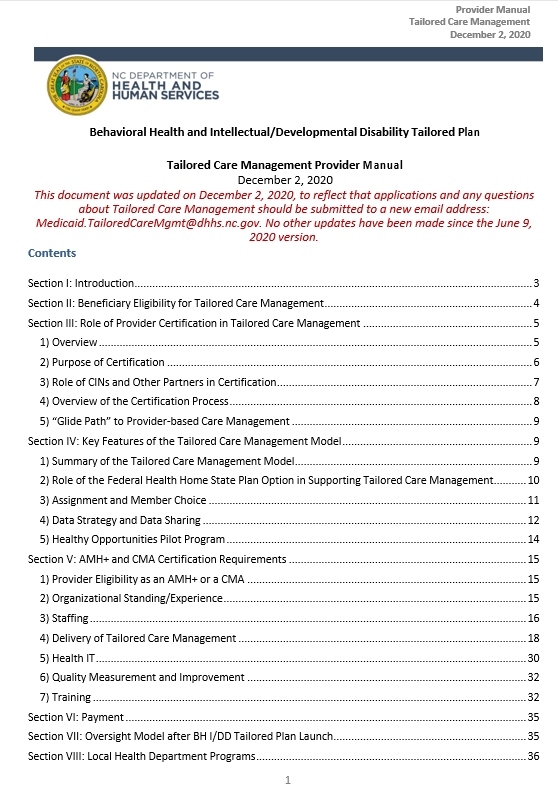 Provider Manual
Tailored Care Management
December 2, 2020
NC DEPARTMENT OF
HEALTH AND
HUMAN SERVICES
Behavioral Health and Intellectual/Developmental Disability Tailored Plan
Tailored Care Management Provider Manual
December 2, 2020
This document was updated on December 2, 2020, to reflect that applications and any questions
about Tailored Care Management should be submitted to a new email address:
Medicaid.TailoredCareMgmt@dhhs.nc.gov. No other updates have been made since the June 9,
2020 version.
Contents
Section I: Introduction.....3
Section II: Beneficiary Eligibility for Tailored Care Management.....4
Section III: Role of Provider Certification in Tailored Care Management.....5
1) Overview.....5
2) Purpose of Certification.....6
3) Role of CINs and Other Partners in Certification.....7
4) Overview of the Certification Process.....8
5) “Glide Path” to Provider-based Care Management.....9
Section IV: Key Features of the Tailored Care Management Model.....9
1) Summary of the Tailored Care Management Model.....9
2) Role of the Federal Health Home State Plan Option in Supporting Tailored Care Management.....10
3) Assignment and Member Choice.....11
4) Data Strategy and Data Sharing.....12
5) Healthy Opportunities Pilot Program.....14
Section V: AMH+ and CMA Certification Requirements.....15
1) Provider Eligibility as an AMH+ or a CMA.....15
2) Organizational Standing/Experience.....15
3) Staffing.....16
4) Delivery of Tailored Care Management.....18
5) Health IT.....30
6) Quality Measurement and Improvement.....32
7) Training.....32
Section VI: Payment.....35
Section VII: Oversight Model after BH I/DD Tailored Plan Launch.....35
Section VIII: Local Health Department Programs.....36
1